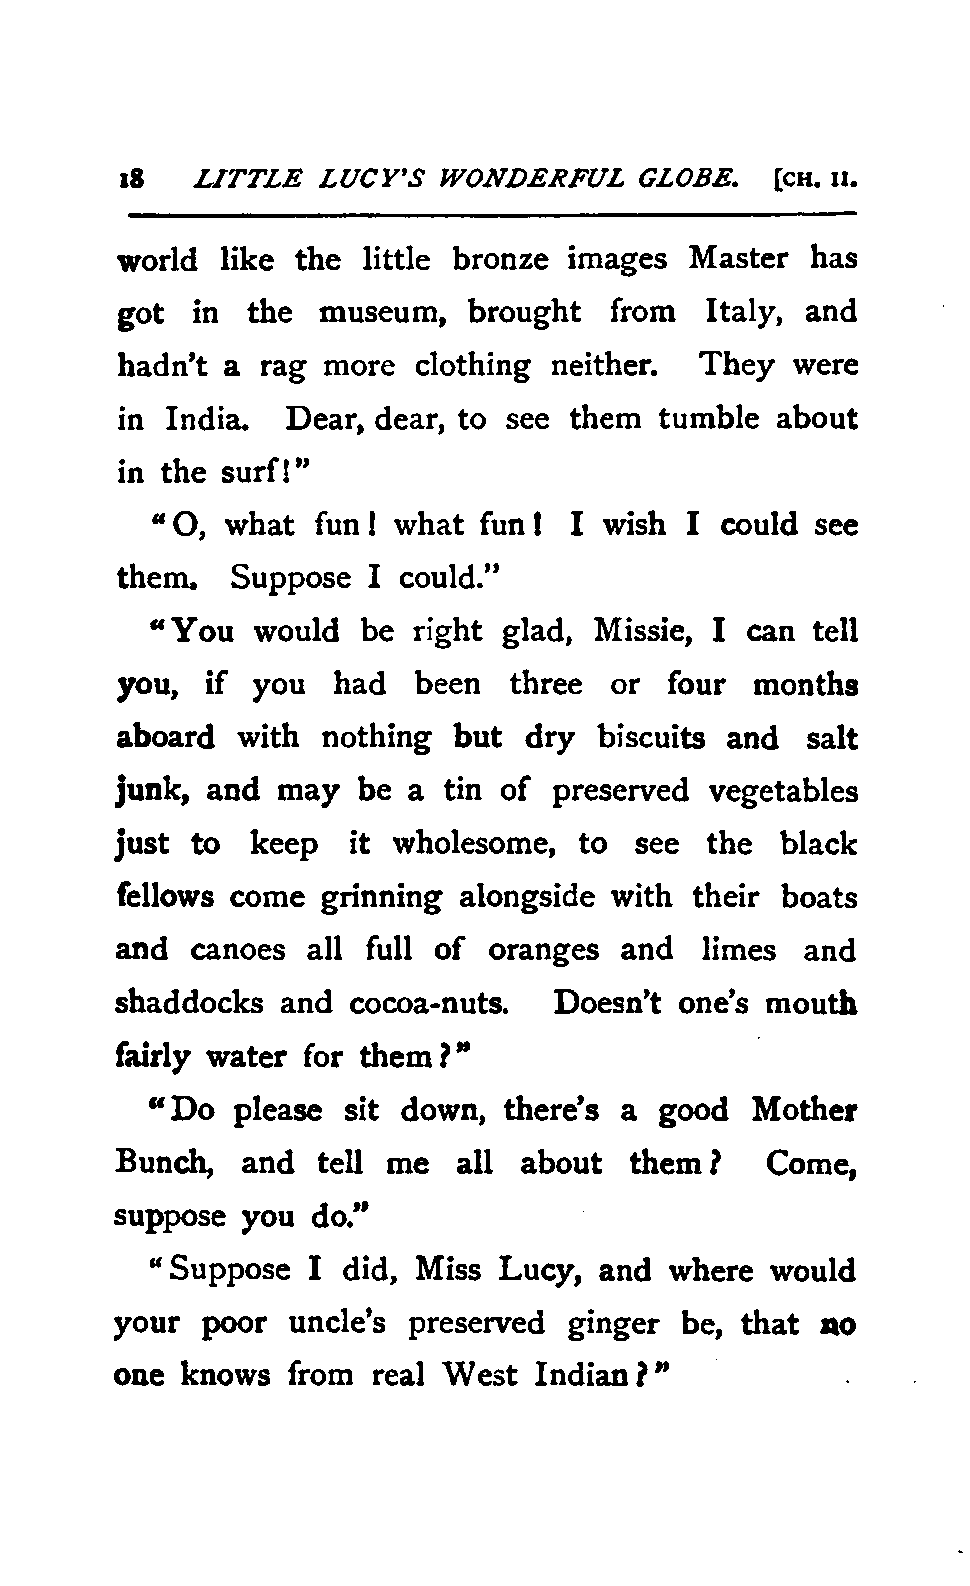 18 LITTLE LUCY'S WONDERFUL GLOBE. [CH. II.
world like the little bronze images Master has
got in the museum, brought from Italy, and
hadn't a rag more clothing neither. They were
in India. Dear, dear, to see them tumble about
in the surf!"
"O, what fun! what fun! I wish I could see
them. Suppose I could."
"You would be right glad, Missie, I can tell
you, if you had been three or four months
aboard with nothing but dry biscuits and salt
junk, and may be a tin of preserved vegetables
just to keep it wholesome, to see the black
fellows come grinning alongside with their boats
and canoes all full of oranges and limes and
shaddocks and cocoa-nuts. Doesn't one's mouth
fairly water for them?"
"Do please sit down, there's a good Mother
Bunch, and tell me all about them? Come,
suppose you do."
"Suppose I did, Miss Lucy, and where would
your poor uncle's preserved ginger be, that no
one knows from real West Indian?"